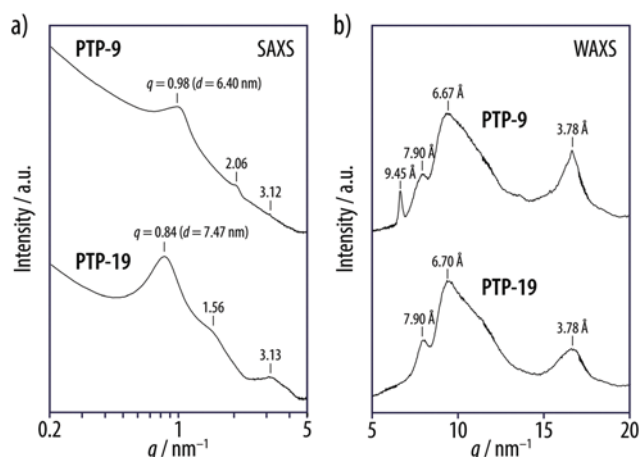 a)
PTP-9
SAXS
q = 0.98 (d = 6.40 nm)
2.06
3.12
PTP-19
q = 0.84 (d = 7.47 nm)
1.56
3.13
Intensity / a.u.
0.2
1
5
q / nm⁻¹
b)
WAXS
6.67 Å
PTP-9
7.90 Å
9.45 Å
3.78 Å
6.70 Å
PTP-19
7.90 Å
3.78 Å
Intensity / a.u.
5
10
15
20
q / nm⁻¹